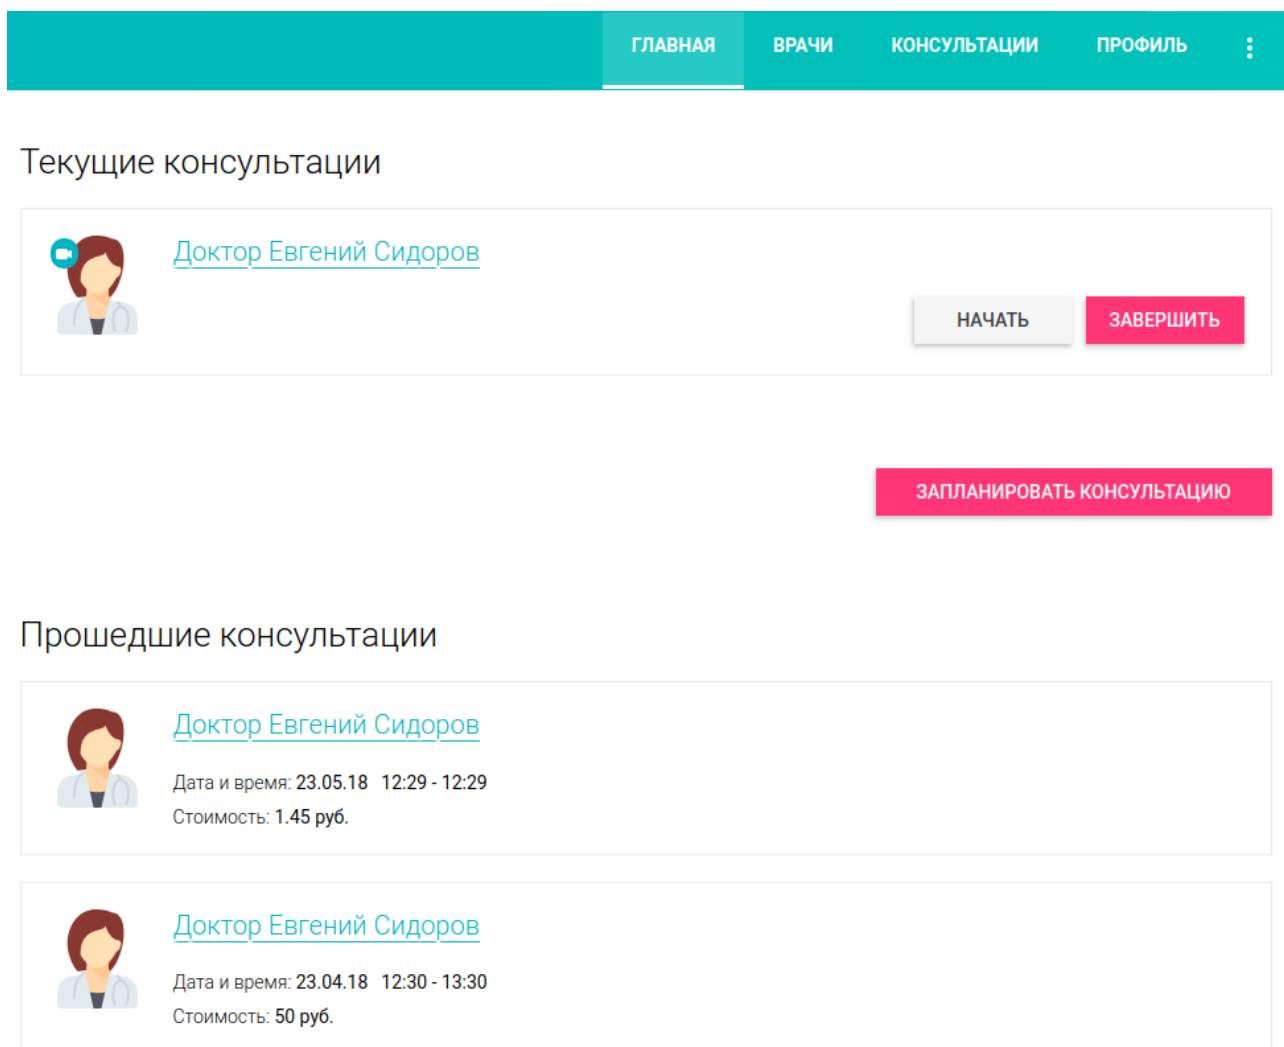 ГЛАВНАЯ ВРАЧИ КОНСУЛЬТАЦИИ ПРОФИЛЬ
Текущие консультации
Доктор Евгений Сидоров
НАЧАТЬ ЗАВЕРШИТЬ
ЗАПЛАНИРОВАТЬ КОНСУЛЬТАЦИЮ
Прошедшие консультации
Доктор Евгений Сидоров
Дата и время: 23.05.18 12:29 - 12:29
Стоимость: 1.45 руб.
Доктор Евгений Сидоров
Дата и время: 23.04.18 12:30 - 13:30
Стоимость: 50 руб.